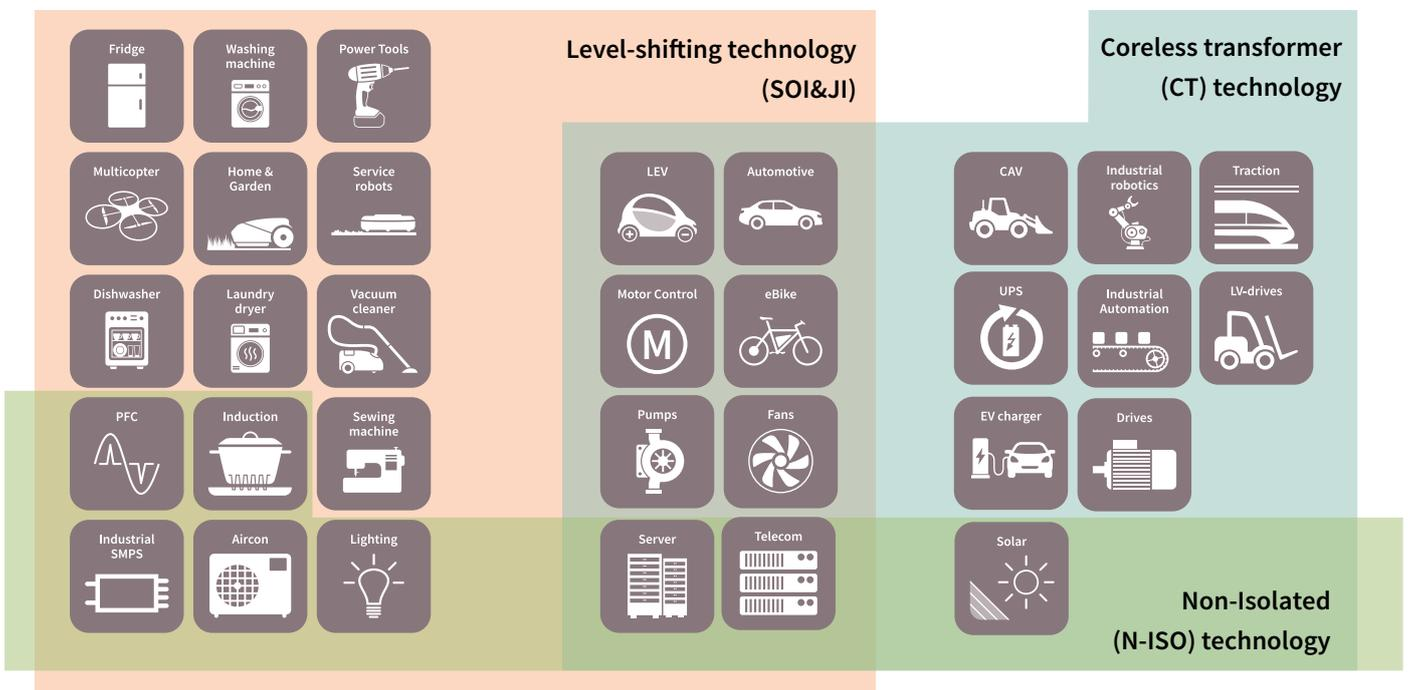 Level-shifting technology
(SOI&JI)
Coreless transformer
(CT) technology
Fridge
Washing
machine
Power Tools
Multicopter
Home &
Garden
Service
robots
LEV
Automotive
CAV
Industrial
robotics
Traction
Dishwasher
Laundry
dryer
Vacuum
cleaner
Motor Control
M
eBike
UPS
Industrial
Automation
LV-drives
PFC
Induction
Sewing
machine
Pumps
Fans
EV charger
Drives
Industrial
SMPS
Aircon
Lighting
Server
Telecom
Solar
Non-Isolated
(N-ISO) technology